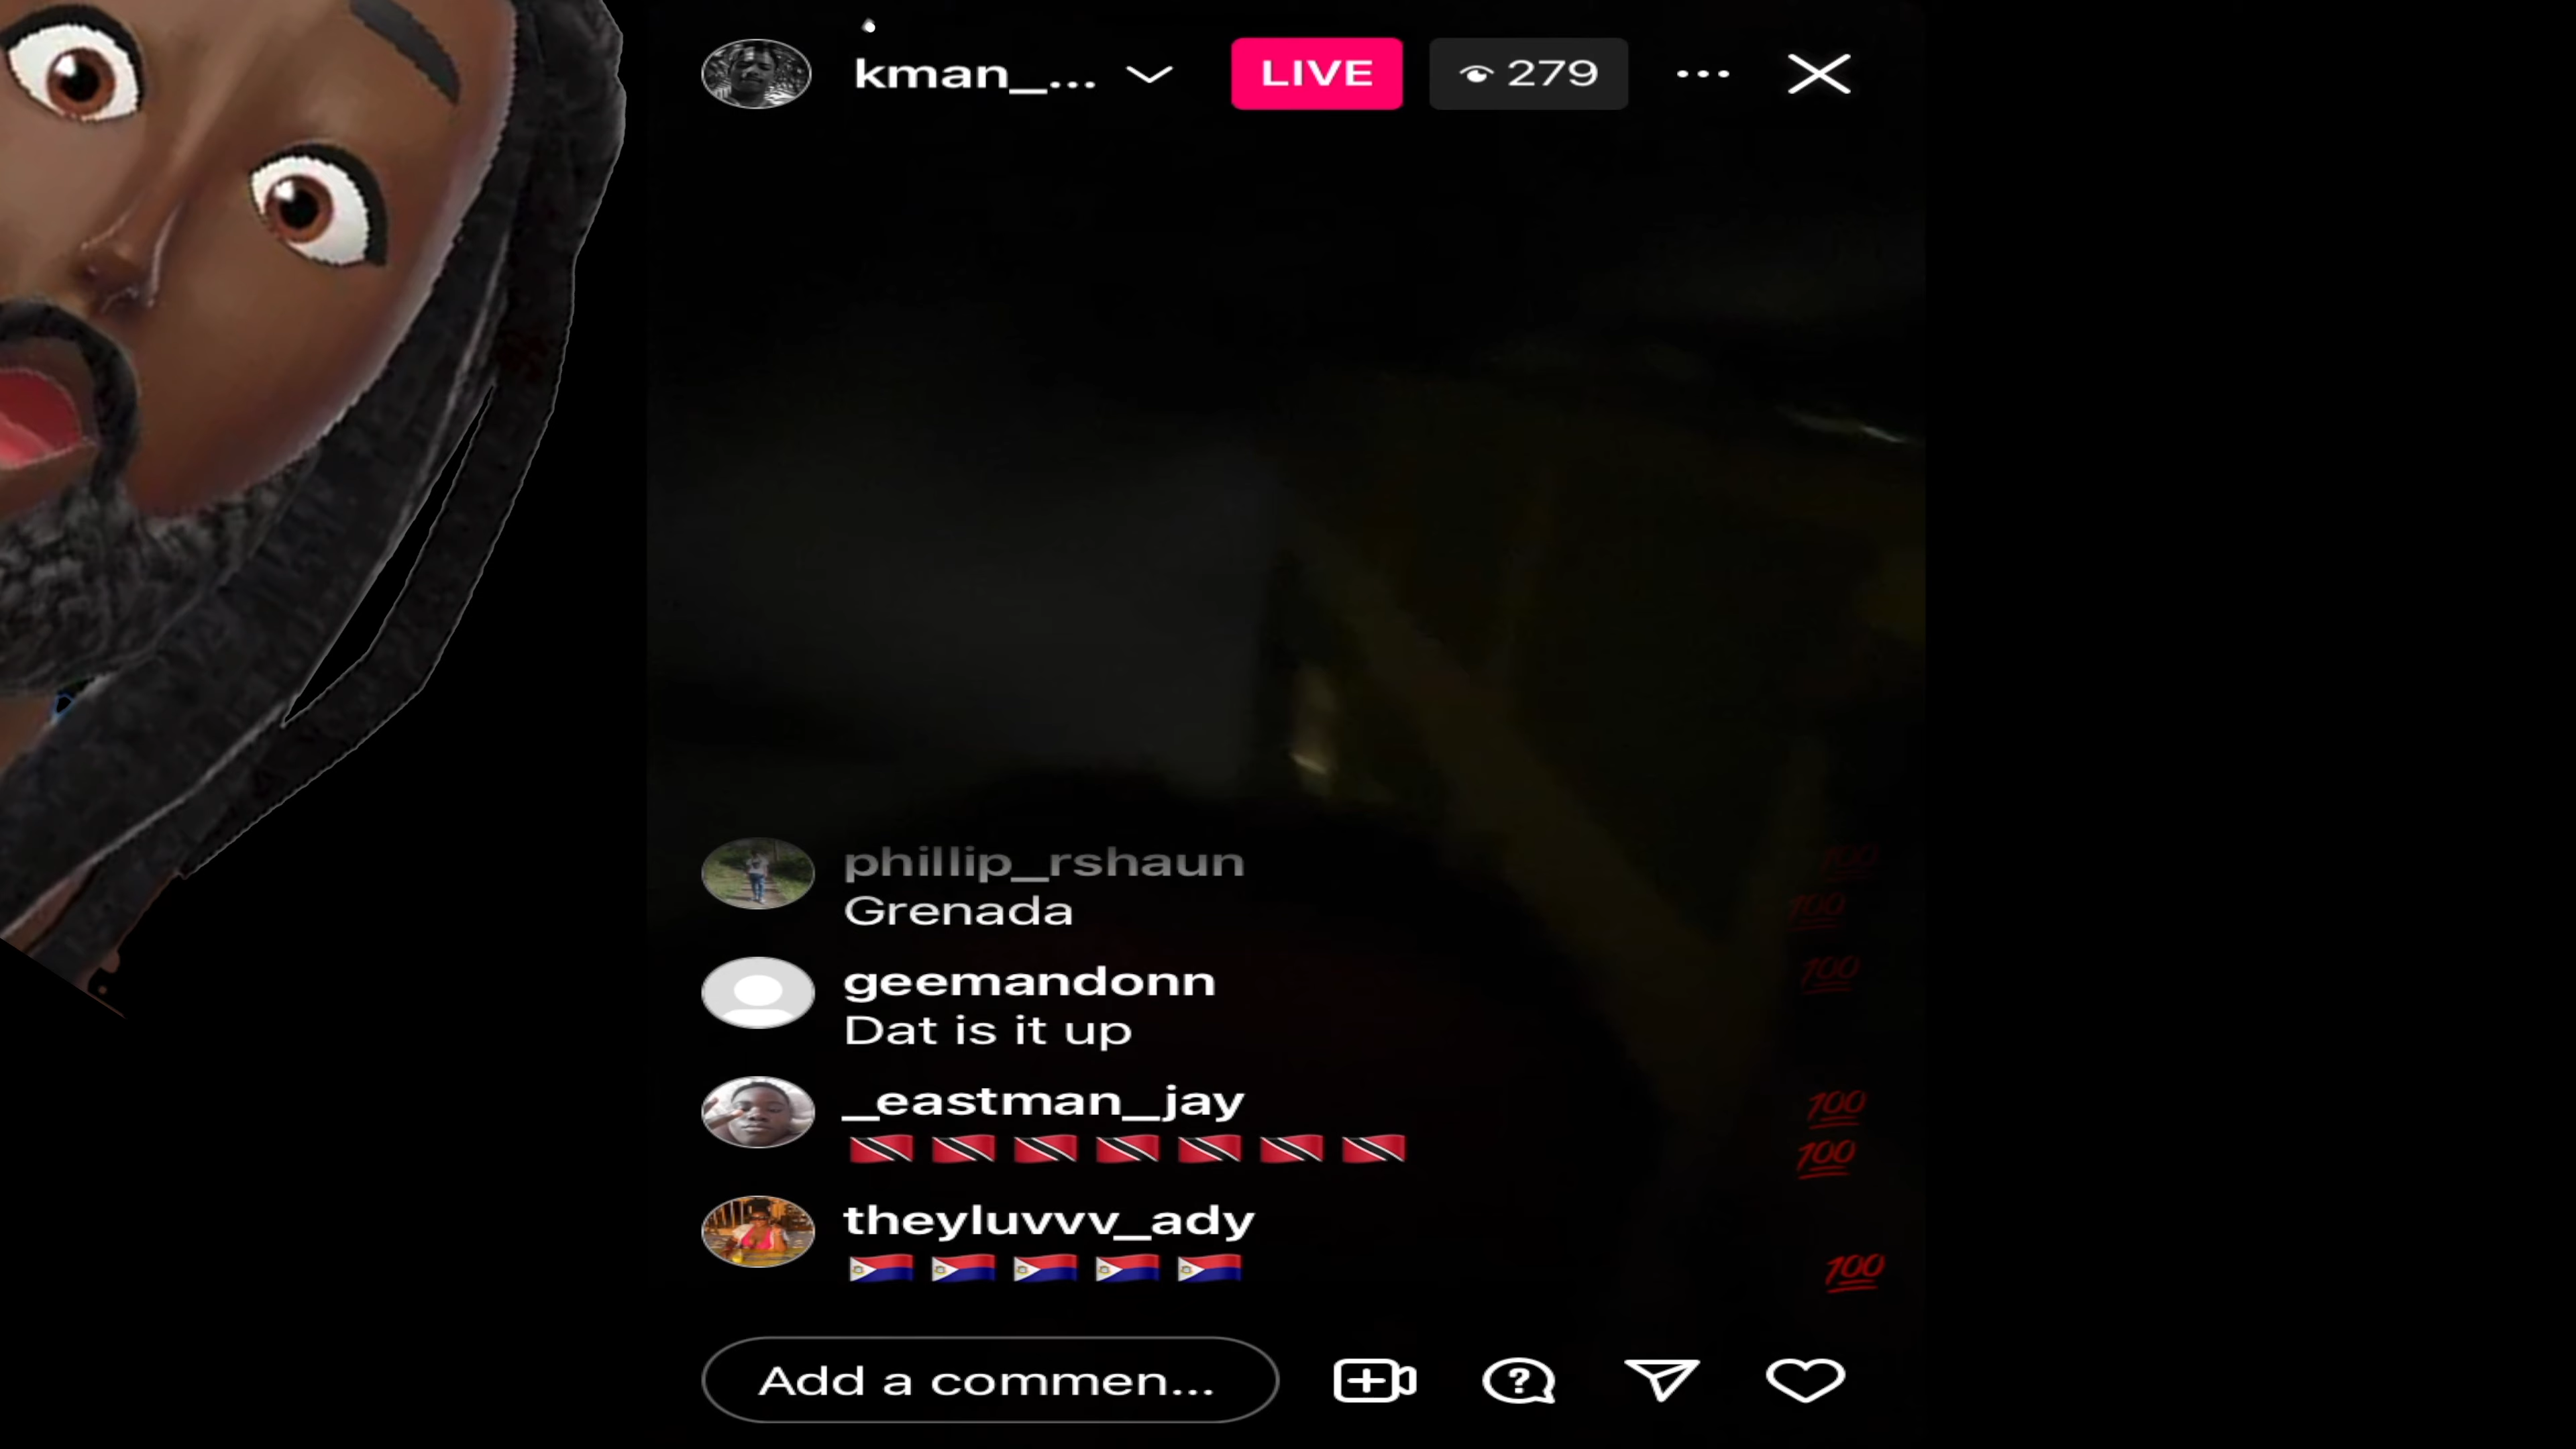 kman_...
LIVE
279
phillip_rshaun
Grenada
geemandonn
Dat is it up
_eastman_jay
🇹🇹🇹🇹🇹🇹🇹🇹🇹🇹🇹🇹🇹🇹
theyluvvv_ady
🇸🇽🇸🇽🇸🇽🇸🇽🇸🇽
Add a commen...